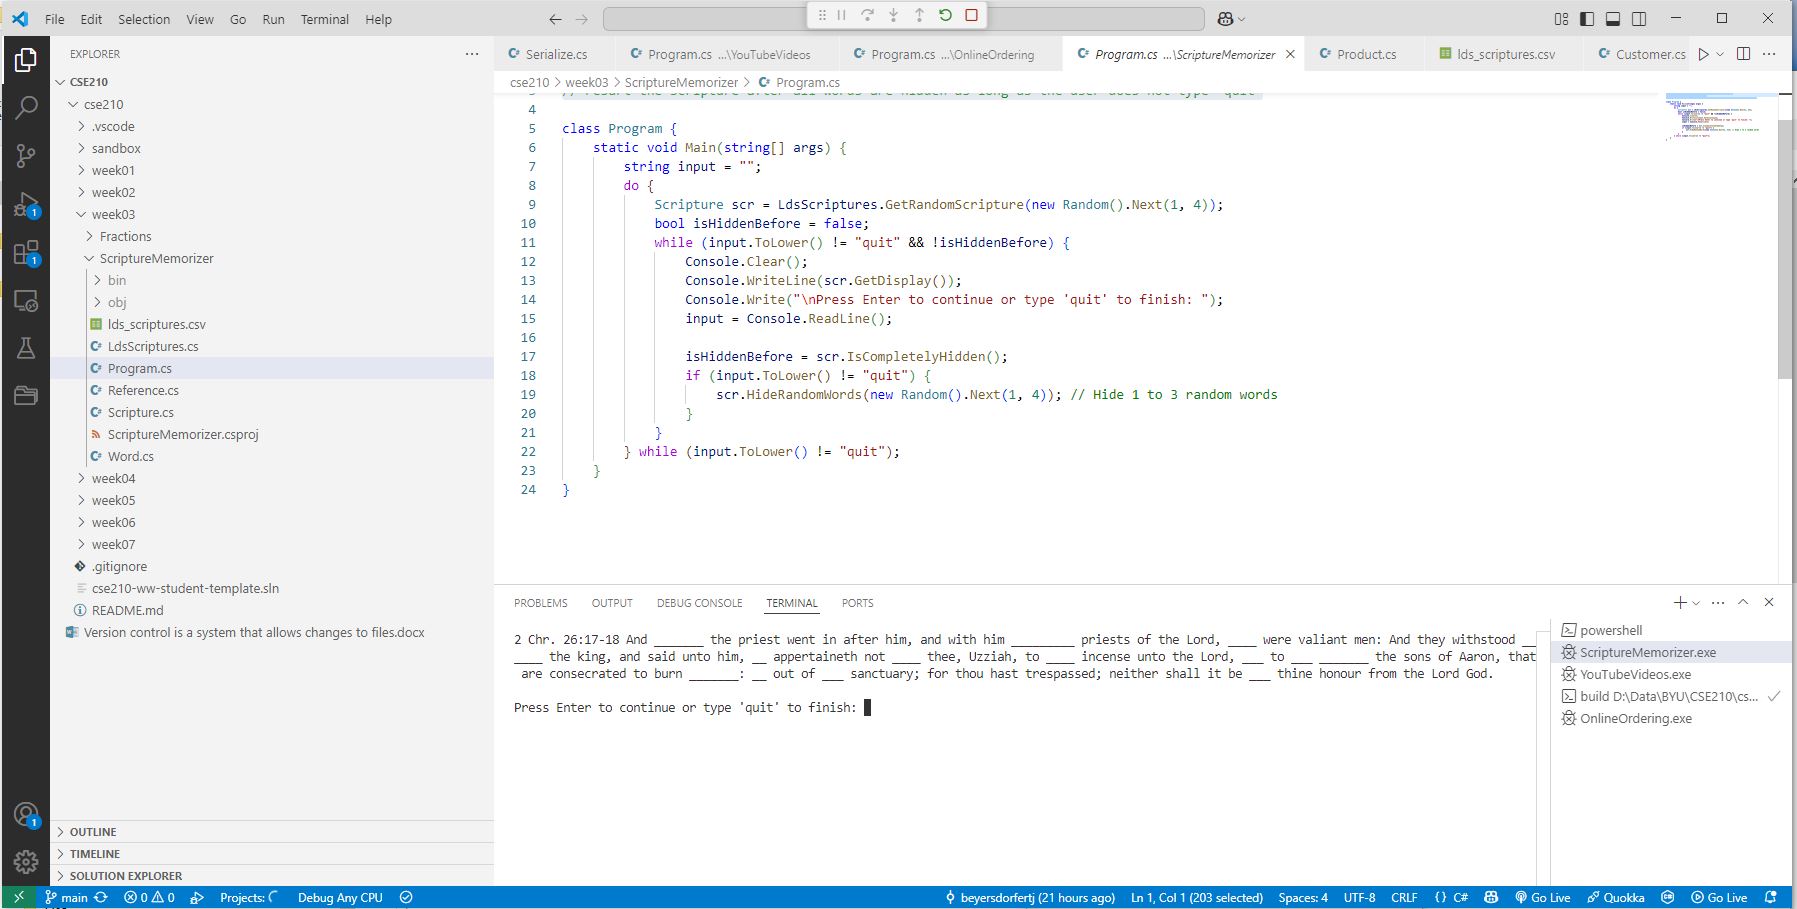 File Edit Selection View Go Run Terminal Help
EXPLORER
CSE210
cse210
.vscode
sandbox
week01
week02
week03
Fractions
ScriptureMemorizer
bin
obj
lds_scriptures.csv
LdsScriptures.cs
Program.cs
Reference.cs
Scripture.cs
ScriptureMemorizer.csproj
Word.cs
week04
week05
week06
week07
.gitignore
cse210-ww-student-template.sln
README.md
Version control is a system that allows changes to files.docx
OUTLINE
TIMELINE
SOLUTION EXPLORER
1
1
1
Serialize.cs Program.cs ...\YouTubeVideos Program.cs ...\OnlineOrdering Program.cs ...\ScriptureMemorizer Product.cs lds_scriptures.csv Customer.cs
cse210 > week03 > ScriptureMemorizer > Program.cs
4
5 class Program {
6 static void Main(string[] args) {
7 string input = "";
8 do {
9 Scripture scr = LdsScriptures.GetRandomScripture(new Random().Next(1, 4));
10 bool isHiddenBefore = false;
11 while (input.ToLower() != "quit" && !isHiddenBefore) {
12 Console.Clear();
13 Console.WriteLine(scr.GetDisplay());
14 Console.Write("\nPress Enter to continue or type 'quit' to finish: ");
15 input = Console.ReadLine();
16
17 isHiddenBefore = scr.IsCompletelyHidden();
18 if (input.ToLower() != "quit") {
19 scr.HideRandomWords(new Random().Next(1, 4)); // Hide 1 to 3 random words
20 }
21 }
22 } while (input.ToLower() != "quit");
23 }
24 }
PROBLEMS OUTPUT DEBUG CONSOLE TERMINAL PORTS
2 Chr. 26:17-18 And _______ the priest went in after him, and with him _________ priests of the Lord, ____ were valiant men: And they withstood __
____ the king, and said unto him, __ appertaineth not ____ thee, Uzziah, to ____ incense unto the Lord, ___ to ___ _______ the sons of Aaron, that
are consecrated to burn _______: __ out of ___ sanctuary; for thou hast trespassed; neither shall it be ___ thine honour from the Lord God.
Press Enter to continue or type 'quit' to finish:
powershell
ScriptureMemorizer.exe
YouTubeVideos.exe
build D:\Data\BYU\CSE210\cs...
OnlineOrdering.exe
main 0 0 Projects: Debug Any CPU beyersdorfertj (21 hours ago) Ln 1, Col 1 (203 selected) Spaces: 4 UTF-8 CRLF {} C# Go Live Quokka Go Live